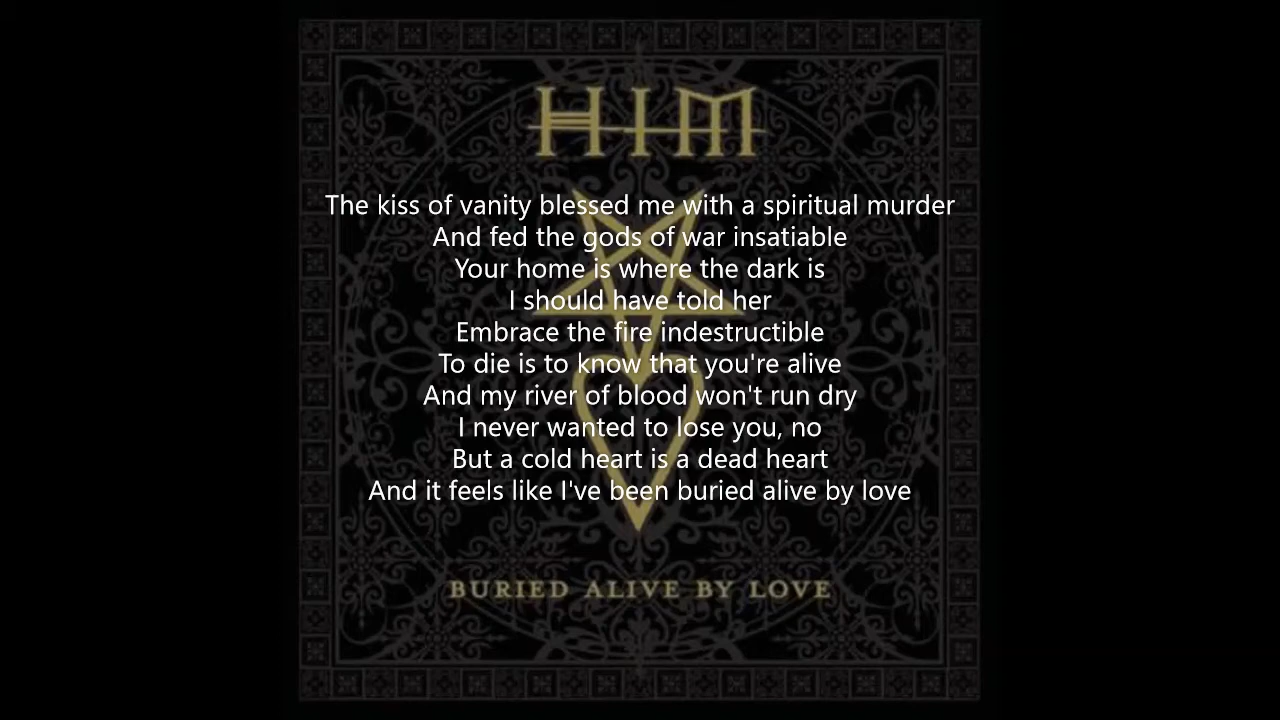 HIM
The kiss of vanity blessed me with a spiritual murder
And fed the gods of war insatiable
Your home is where the dark is
I should have told her
Embrace the fire indestructible
To die is to know that you're alive
And my river of blood won't run dry
I never wanted to lose you, no
But a cold heart is a dead heart
And it feels like I've been buried alive by love
BURIED ALIVE BY LOVE